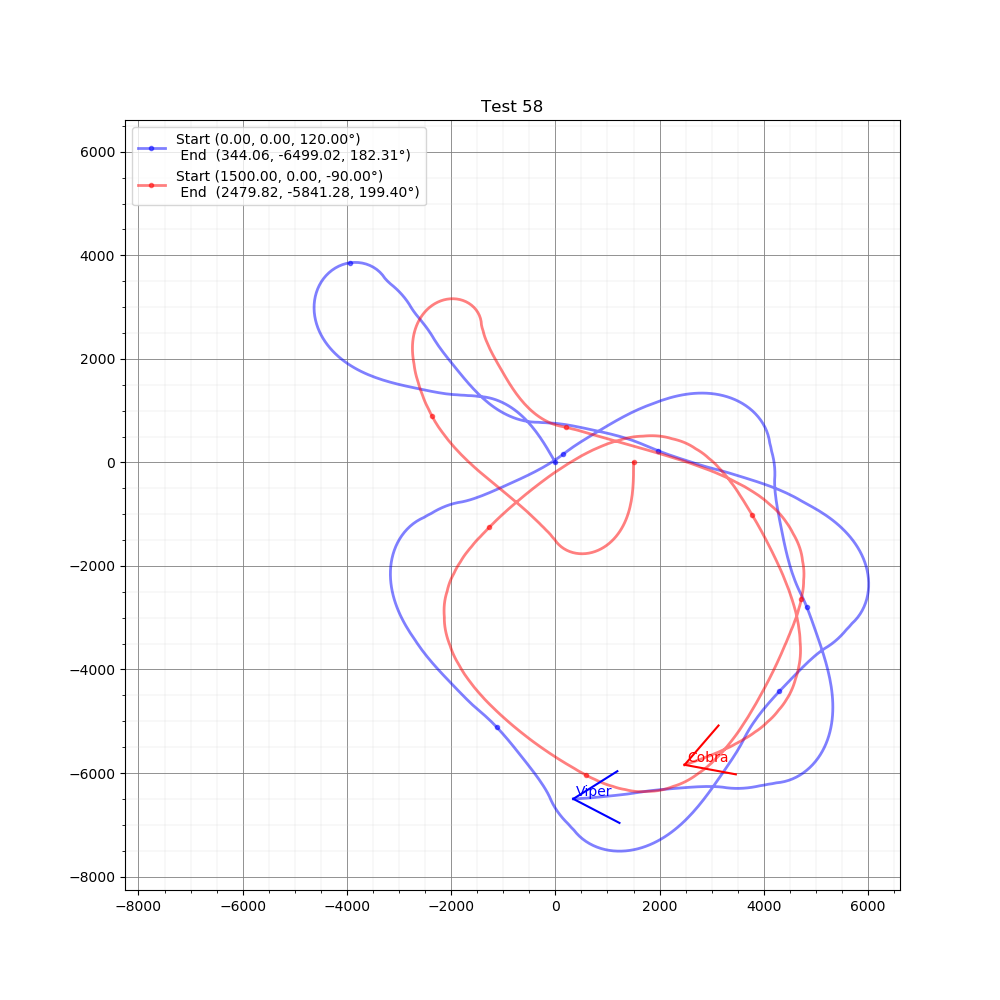 Test 58
Start (0.00, 0.00, 120.00°)
End  (344.06, -6499.02, 182.31°)
Start (1500.00, 0.00, -90.00°)
End  (2479.82, -5841.28, 199.40°)
6000
4000
2000
0
−2000
−4000
−6000
−8000
Cobra
Viper
−8000 −6000 −4000 −2000 0 2000 4000 6000